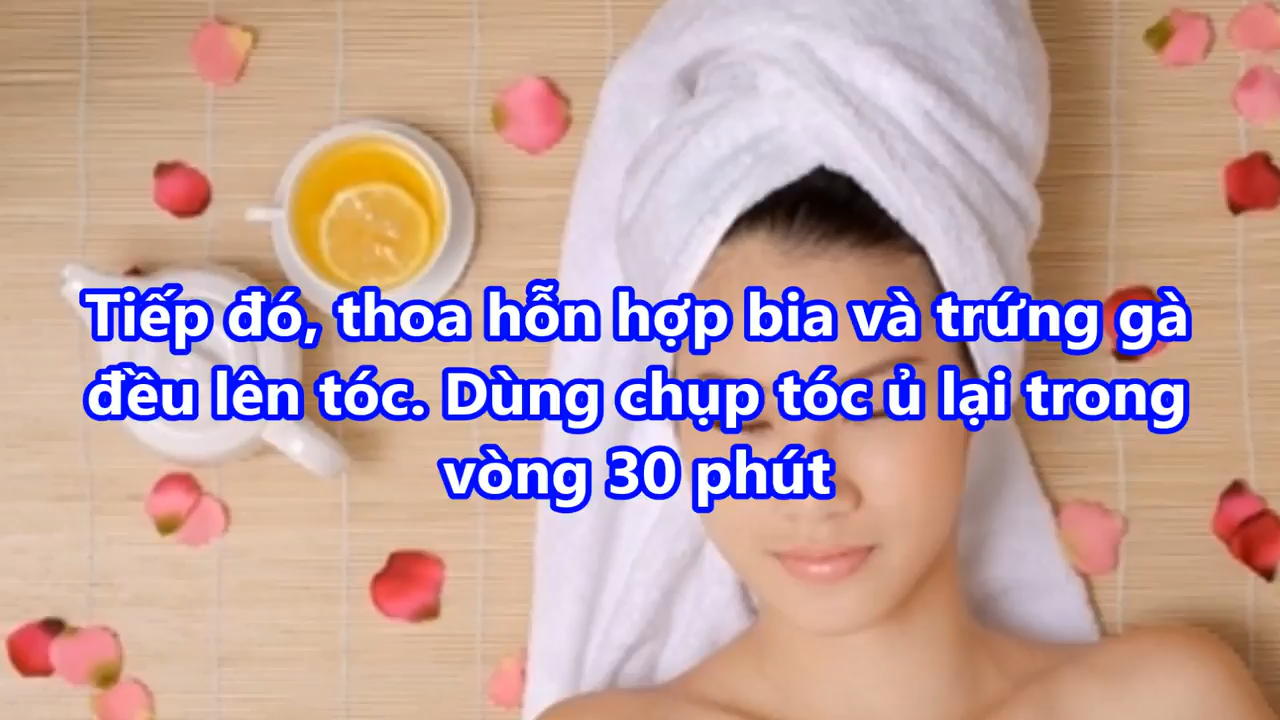 Tiếp đó, thoa hỗn hợp bia và trứng gà
đều lên tóc. Dùng chụp tóc ủ lại trong
vòng 30 phút